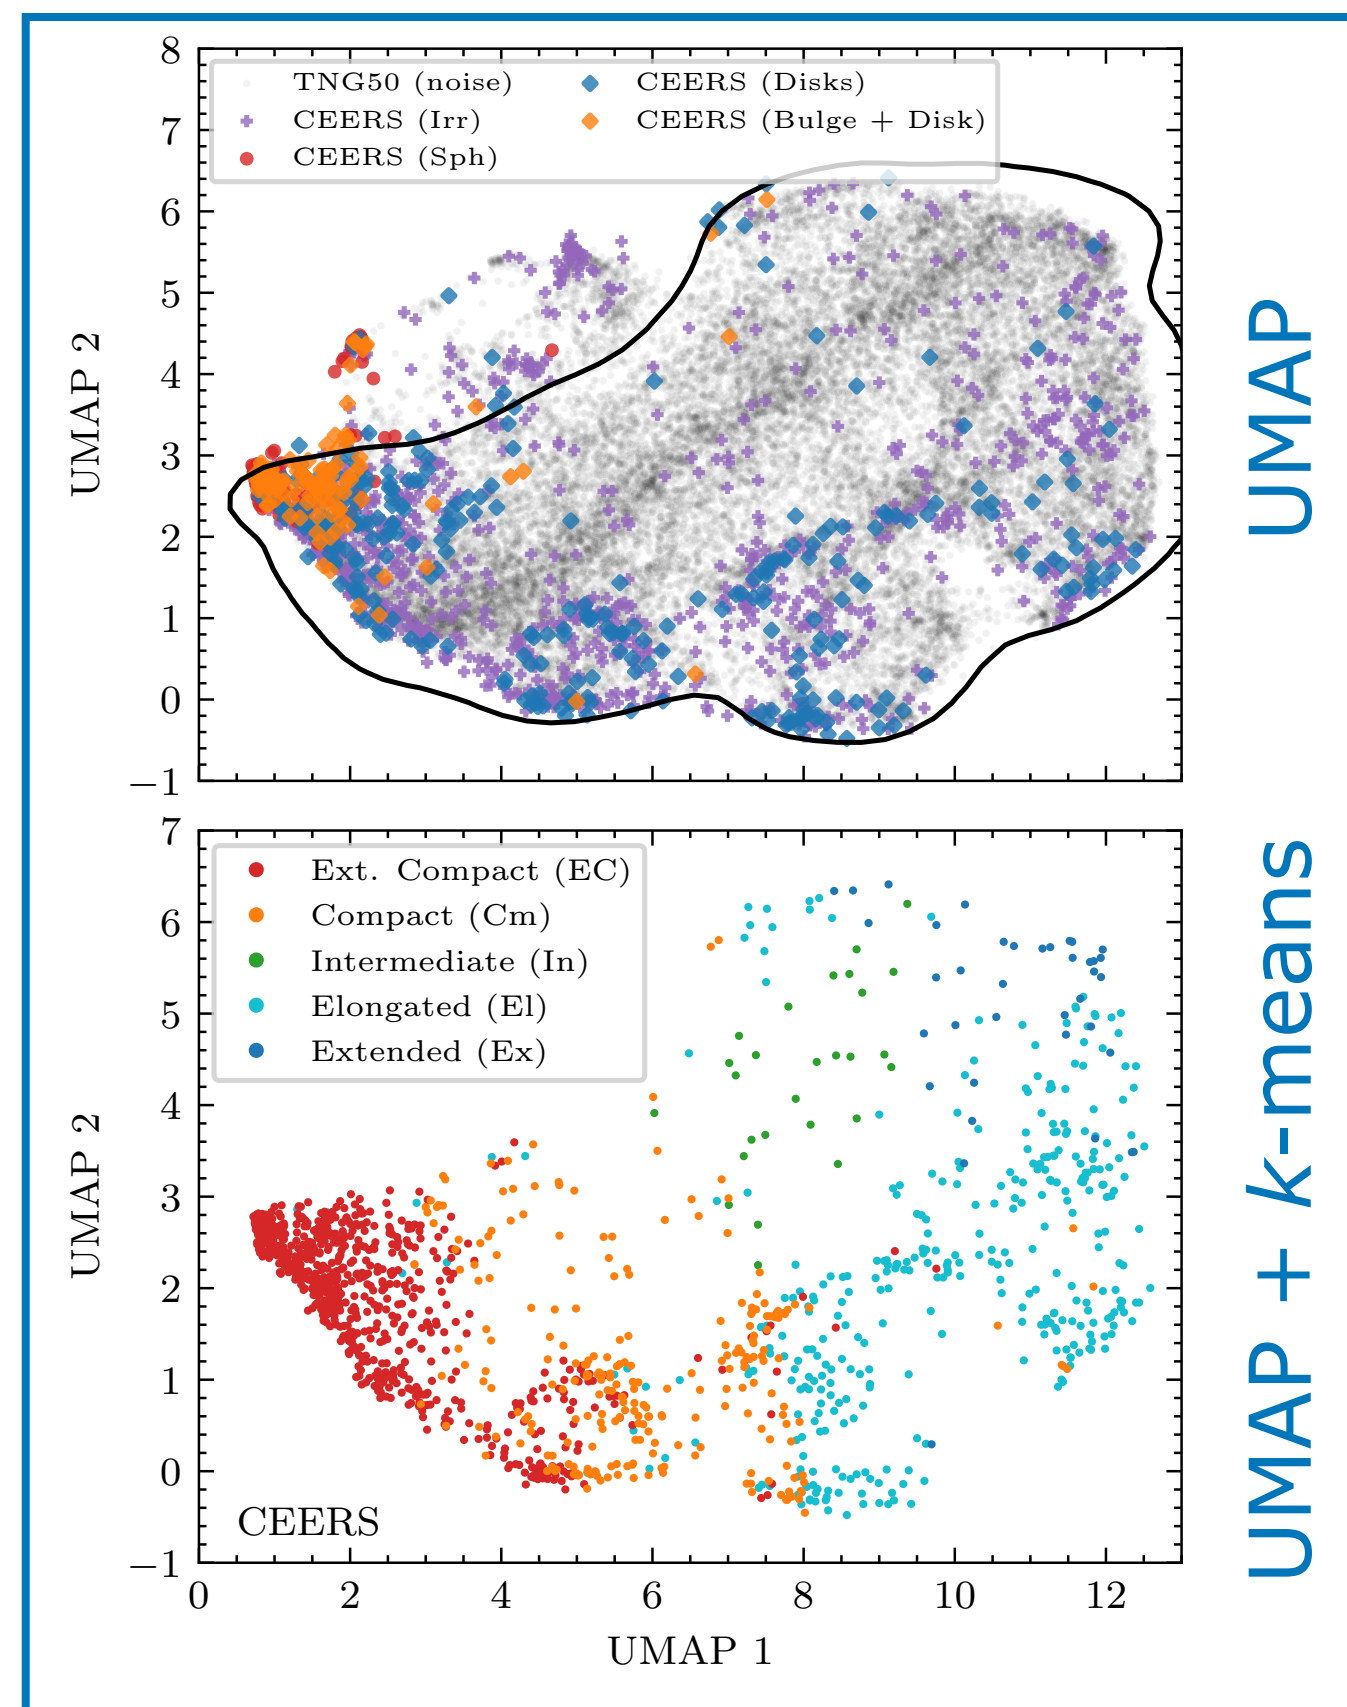 8
7
6
5
4
3
2
1
0
−1
UMAP 2
TNG50 (noise)
CEERS (Irr)
CEERS (Sph)
CEERS (Disks)
CEERS (Bulge + Disk)
UMAP
7
6
5
4
3
2
1
0
−1
UMAP 2
Ext. Compact (EC)
Compact (Cm)
Intermediate (In)
Elongated (El)
Extended (Ex)
CEERS
0 2 4 6 8 10 12
UMAP 1
UMAP + k-means